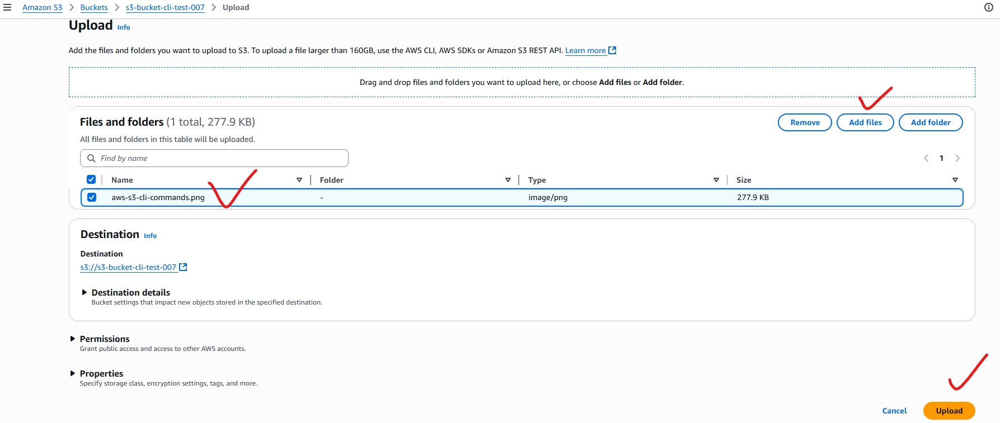 Amazon S3 > Buckets > s3-bucket-cli-test-007 > Upload
Upload Info
Add the files and folders you want to upload to S3. To upload a file larger than 160GB, use the AWS CLI, AWS SDKs or Amazon S3 REST API. Learn more
Drag and drop files and folders you want to upload here, or choose Add files or Add folder.
Files and folders (1 total, 277.9 KB)
Remove Add files Add folder
All files and folders in this table will be uploaded.
Find by name
1
Name Folder Type Size
aws-s3-cli-commands.png - image/png 277.9 KB
Destination Info
Destination
s3://s3-bucket-cli-test-007
Destination details
Bucket settings that impact new objects stored in the specified destination.
Permissions
Grant public access and access to other AWS accounts.
Properties
Specify storage class, encryption settings, tags, and more.
Cancel Upload